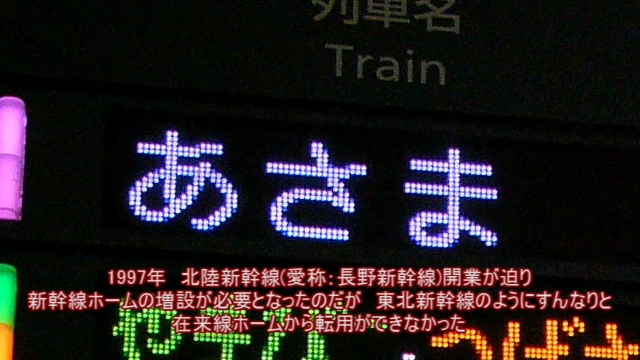 列車名
Train
あさま
1997年　北陸新幹線(愛称：長野新幹線)開業が迫り
新幹線ホームの増設が必要となったのだが　東北新幹線のようにすんなりと
在来線ホームから転用ができなかった